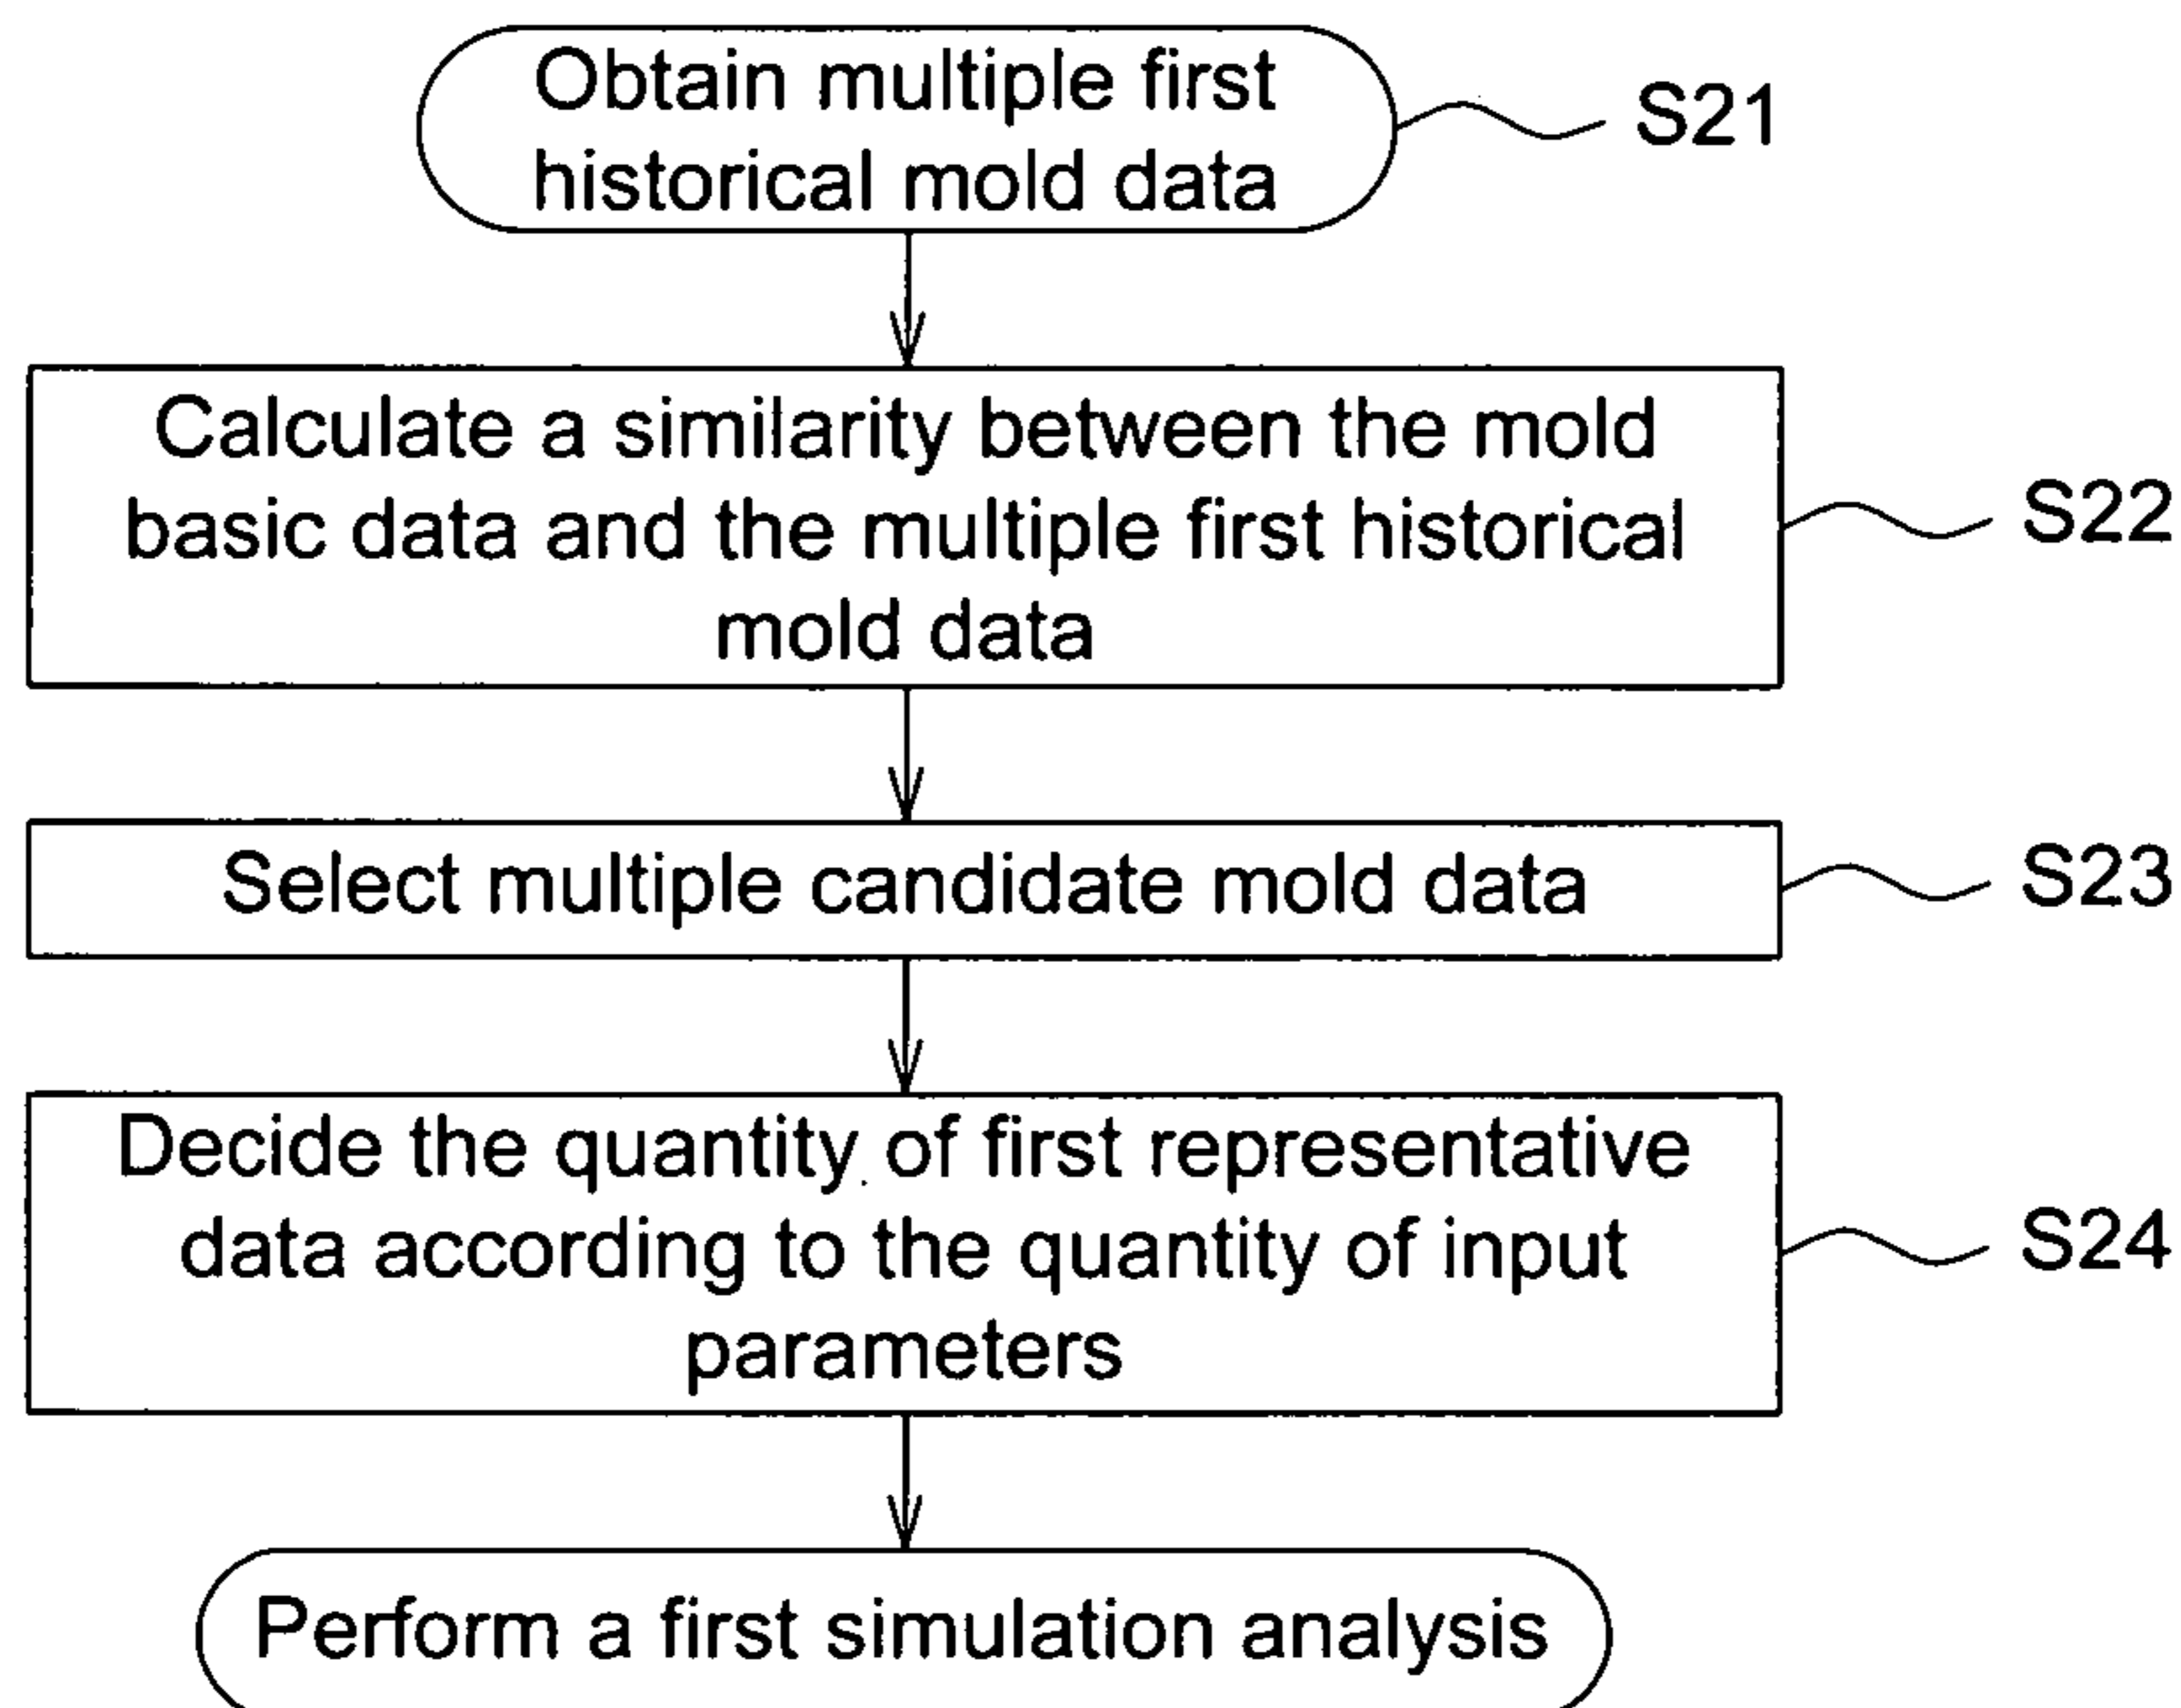 Obtain multiple first
historical mold data
S21
Calculate a similarity between the mold
basic data and the multiple first historical
mold data
S22
Select multiple candidate mold data
S23
Decide the quantity of first representative
data according to the quantity of input
parameters
S24
Perform a first simulation analysis